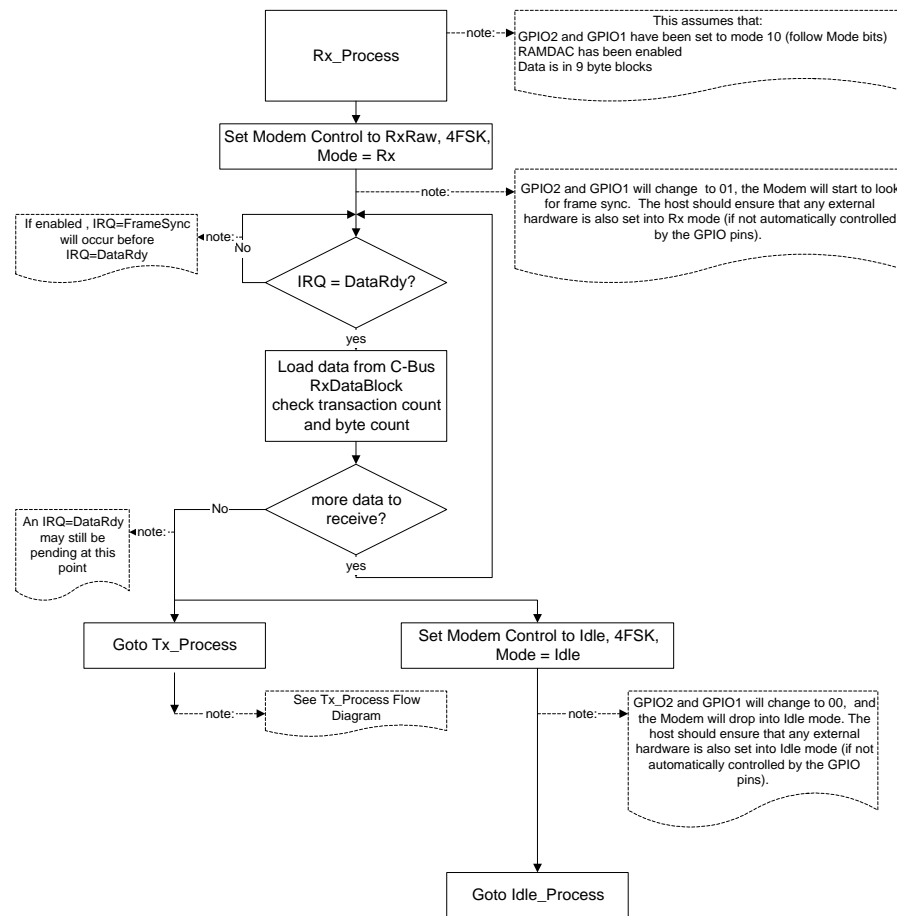 Rx_Process
note:
This assumes that:
GPIO2 and GPIO1 have been set to mode 10 (follow Mode bits)
RAMDAC has been enabled
Data is in 9 byte blocks
Set Modem Control to RxRaw, 4FSK,
Mode = Rx
note:
GPIO2 and GPIO1 will change to 01, the Modem will start to look
for frame sync. The host should ensure that any external
hardware is also set into Rx mode (if not automatically controlled
by the GPIO pins).
If enabled , IRQ=FrameSync
will occur before
IRQ=DataRdy
note:
No
IRQ = DataRdy?
yes
Load data from C-Bus
RxDataBlock
check transaction count
and byte count
more data to
receive?
No
yes
An IRQ=DataRdy
may still be
pending at this
point
note:
Goto Tx_Process
Set Modem Control to Idle, 4FSK,
Mode = Idle
note:
See Tx_Process Flow
Diagram
note:
GPIO2 and GPIO1 will change to 00, and
the Modem will drop into Idle mode. The
host should ensure that any external
hardware is also set into Idle mode (if not
automatically controlled by the GPIO
pins).
Goto Idle_Process